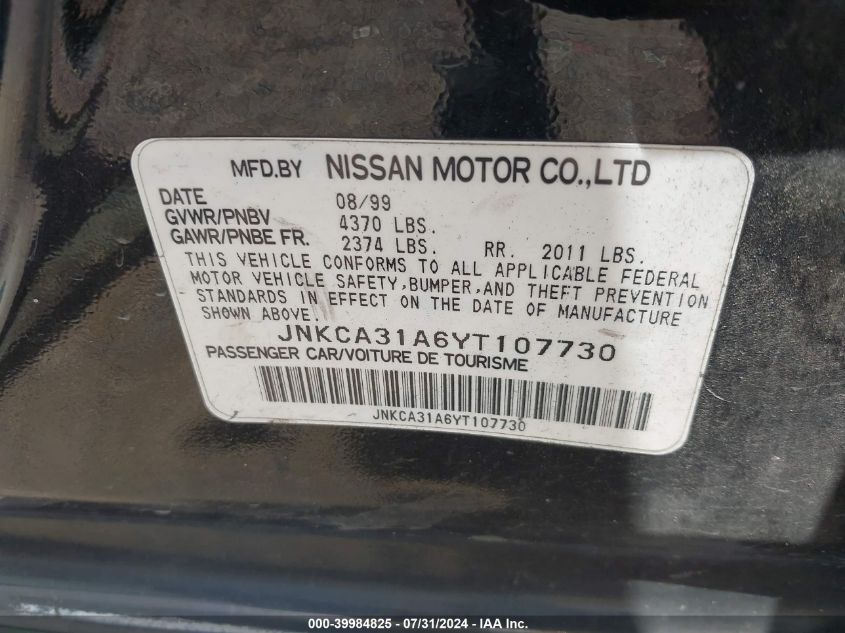 MFD.BY NISSAN MOTOR CO.,LTD
DATE 08/99
GVWR/PNBV 4370 LBS.
GAWR/PNBE FR. 2374 LBS. RR. 2011 LBS.
THIS VEHICLE CONFORMS TO ALL APPLICABLE FEDERAL
MOTOR VEHICLE SAFETY,BUMPER,AND THEFT PREVENTION
STANDARDS IN EFFECT ON THE DATE OF MANUFACTURE
SHOWN ABOVE.
JNKCA31A6YT107730
PASSENGER CAR/VOITURE DE TOURISME
JNKCA31A6YT107730
000-39984825 - 07/31/2024 - IAA Inc.